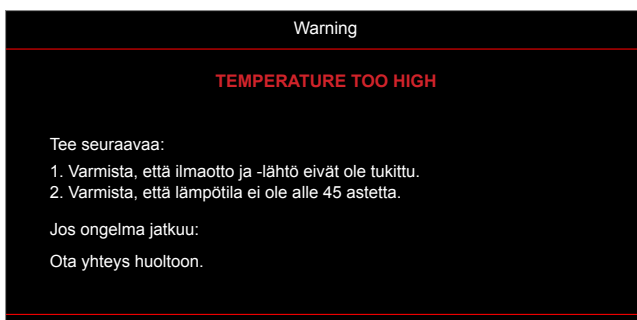 Warning
TEMPERATURE TOO HIGH
Tee seuraavaa:
1. Varmista, että ilmaotto ja -lähtö eivät ole tukittu.
2. Varmista, että lämpötila ei ole alle 45 astetta.
Jos ongelma jatkuu:
Ota yhteys huoltoon.